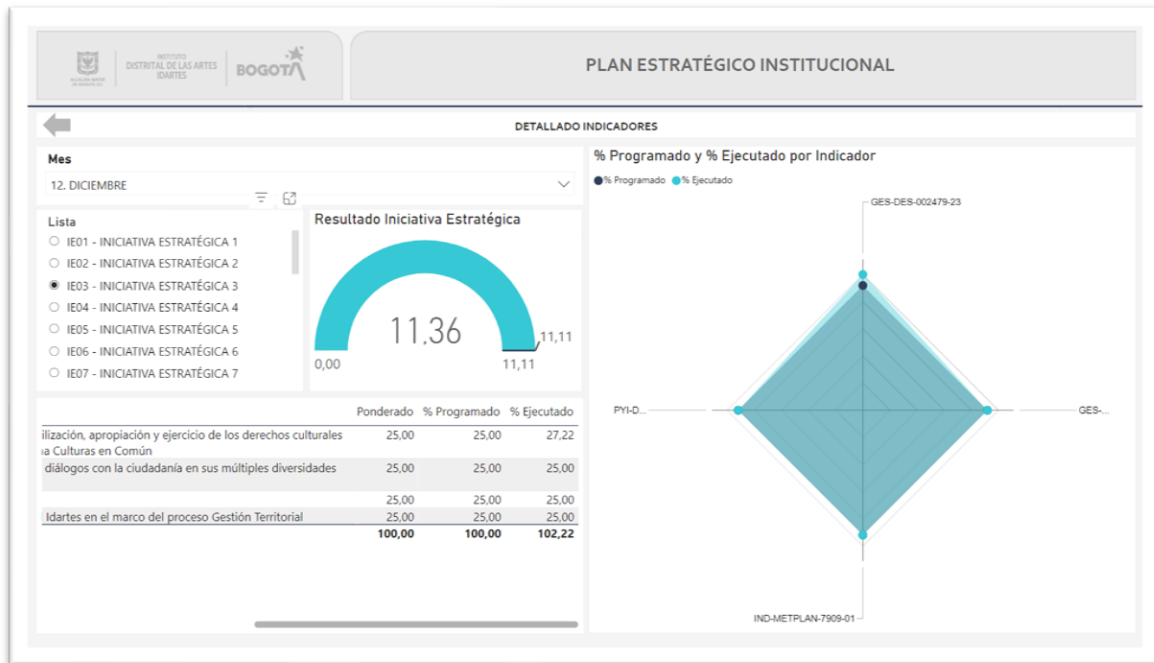 INSTITUTO
DISTRITAL DE LAS ARTES
IDARTES
BOGOTÁ
PLAN ESTRATÉGICO INSTITUCIONAL
DETALLADO INDICADORES
Mes
12. DICIEMBRE
Lista
IE01 - INICIATIVA ESTRATÉGICA 1
IE02 - INICIATIVA ESTRATÉGICA 2
IE03 - INICIATIVA ESTRATÉGICA 3
IE04 - INICIATIVA ESTRATÉGICA 4
IE05 - INICIATIVA ESTRATÉGICA 5
IE06 - INICIATIVA ESTRATÉGICA 6
IE07 - INICIATIVA ESTRATÉGICA 7
Resultado Iniciativa Estratégica
11,36
11,11
0,00
11,11
Ponderado % Programado % Ejecutado
ilización, apropiación y ejercicio de los derechos culturales 25,00 25,00 27,22
a Culturas en Común
diálogos con la ciudadanía en sus múltiples diversidades 25,00 25,00 25,00
25,00 25,00 25,00
Idartes en el marco del proceso Gestión Territorial 25,00 25,00 25,00
100,00 100,00 102,22
% Programado y % Ejecutado por Indicador
% Programado % Ejecutado
GES-DES-002479-23
PYI-D...
GES-...
IND-METPLAN-7909-01